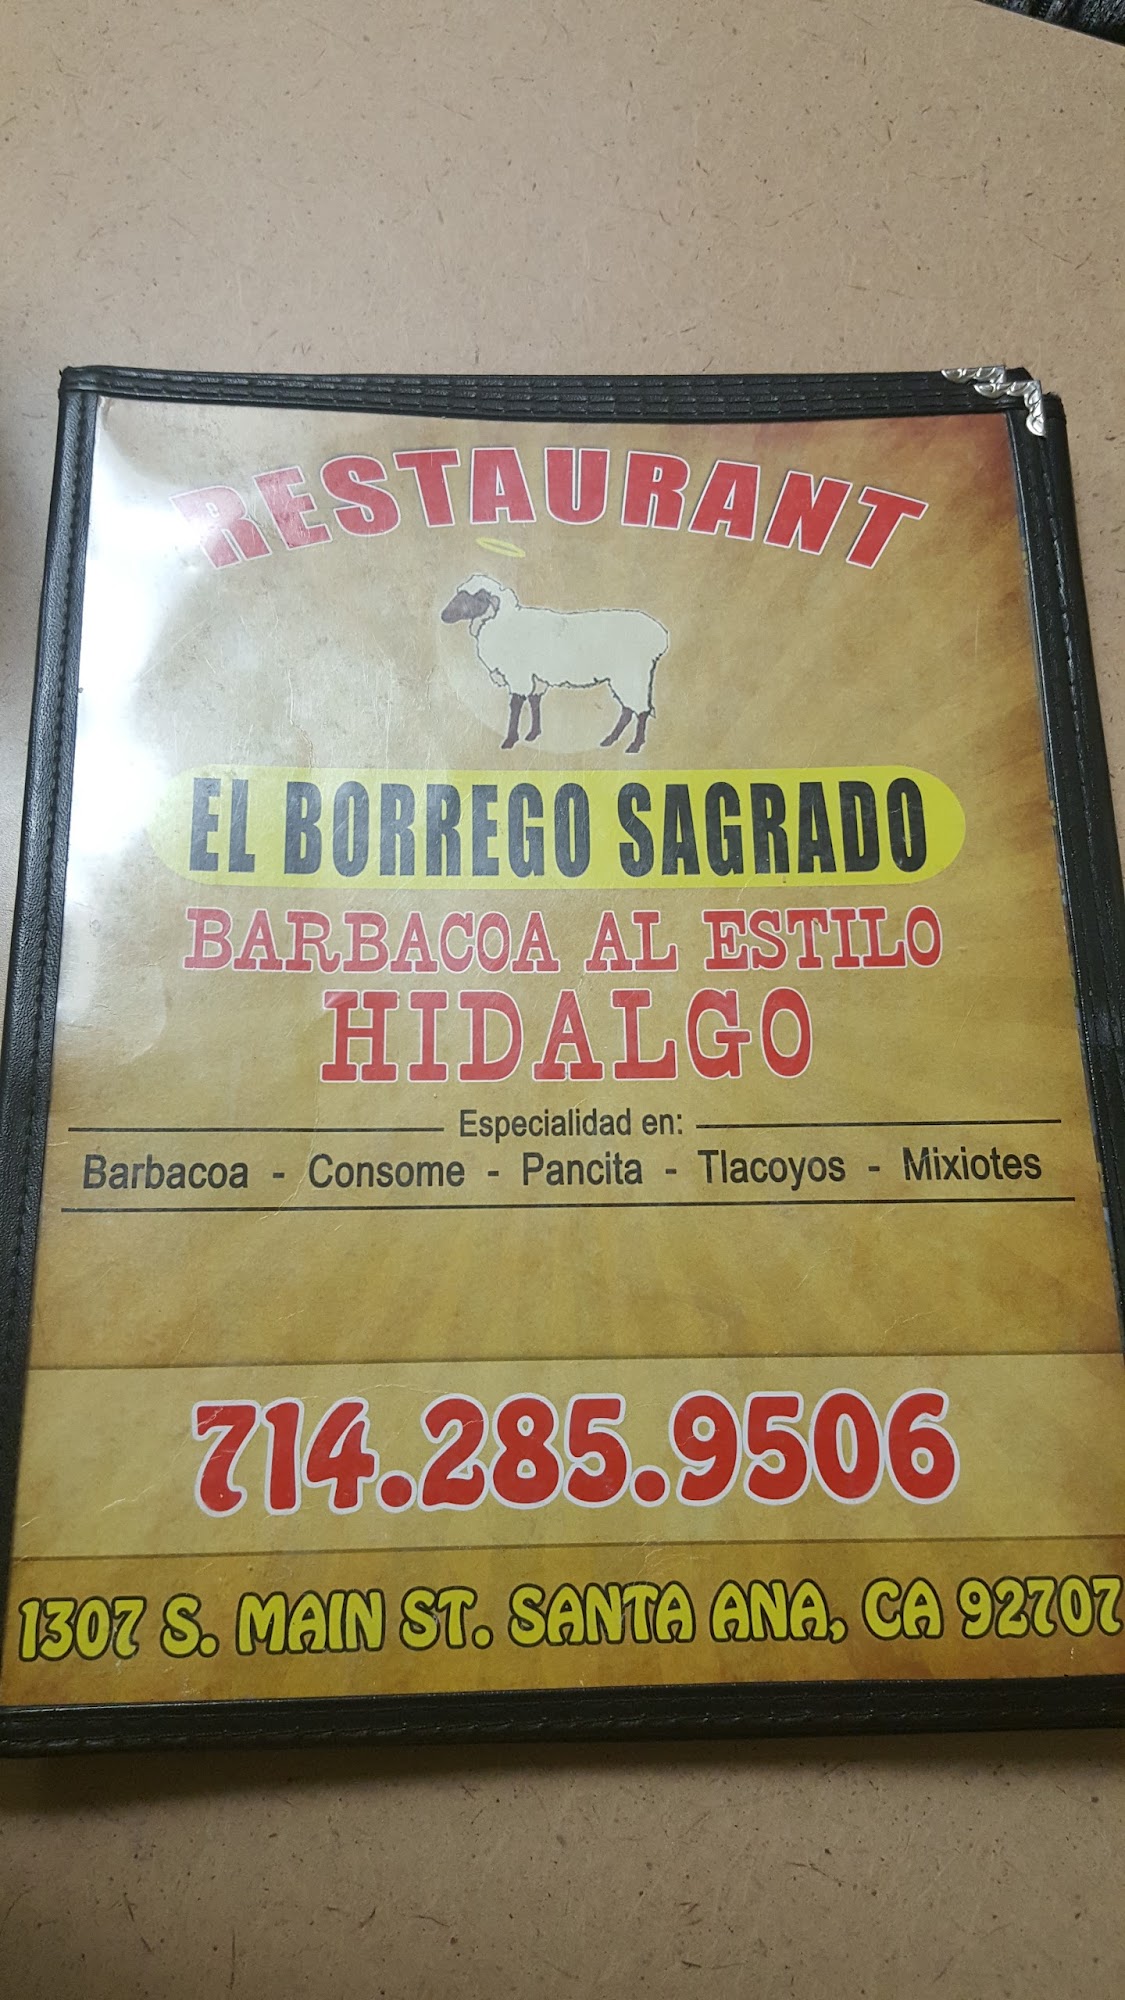 RESTAURANT
EL BORREGO SAGRADO
BARBACOA AL ESTILO
HIDALGO
Especialidad en:
Barbacoa - Consome - Pancita - Tlacoyos - Mixiotes
714.285.9506
1307 S. MAIN ST. SANTA ANA, CA 92707